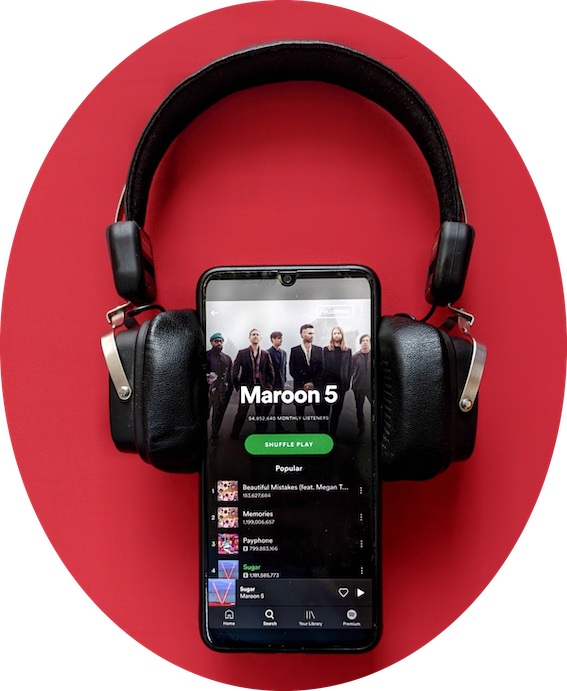 FOLLOWING
Maroon 5
54,852,640 MONTHLY LISTENERS
SHUFFLE PLAY
Popular
1 Beautiful Mistakes (feat. Megan T...
183,627,684
2 Memories
1,199,006,657
3 Payphone
E 799,883,166
4 Sugar
E 1,181,585,773
Sugar
Maroon 5
Home Search Your Library Premium